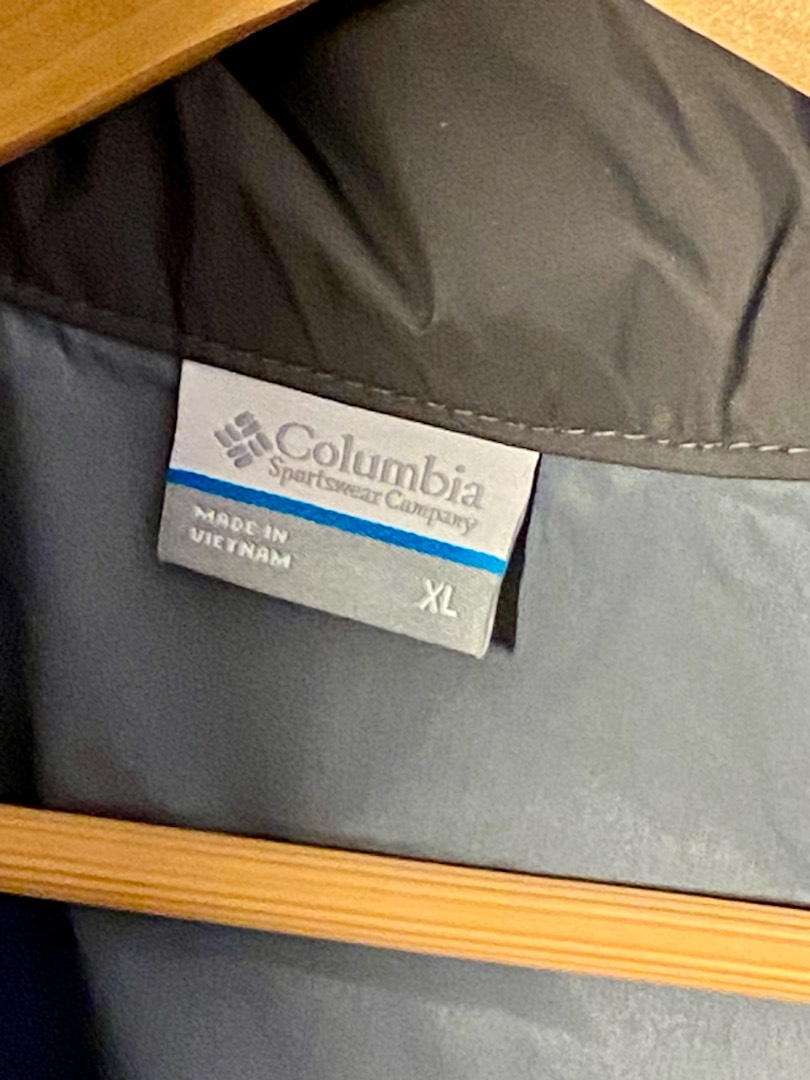 Columbia
Sportswear Company
MADE IN
VIETNAM
XL